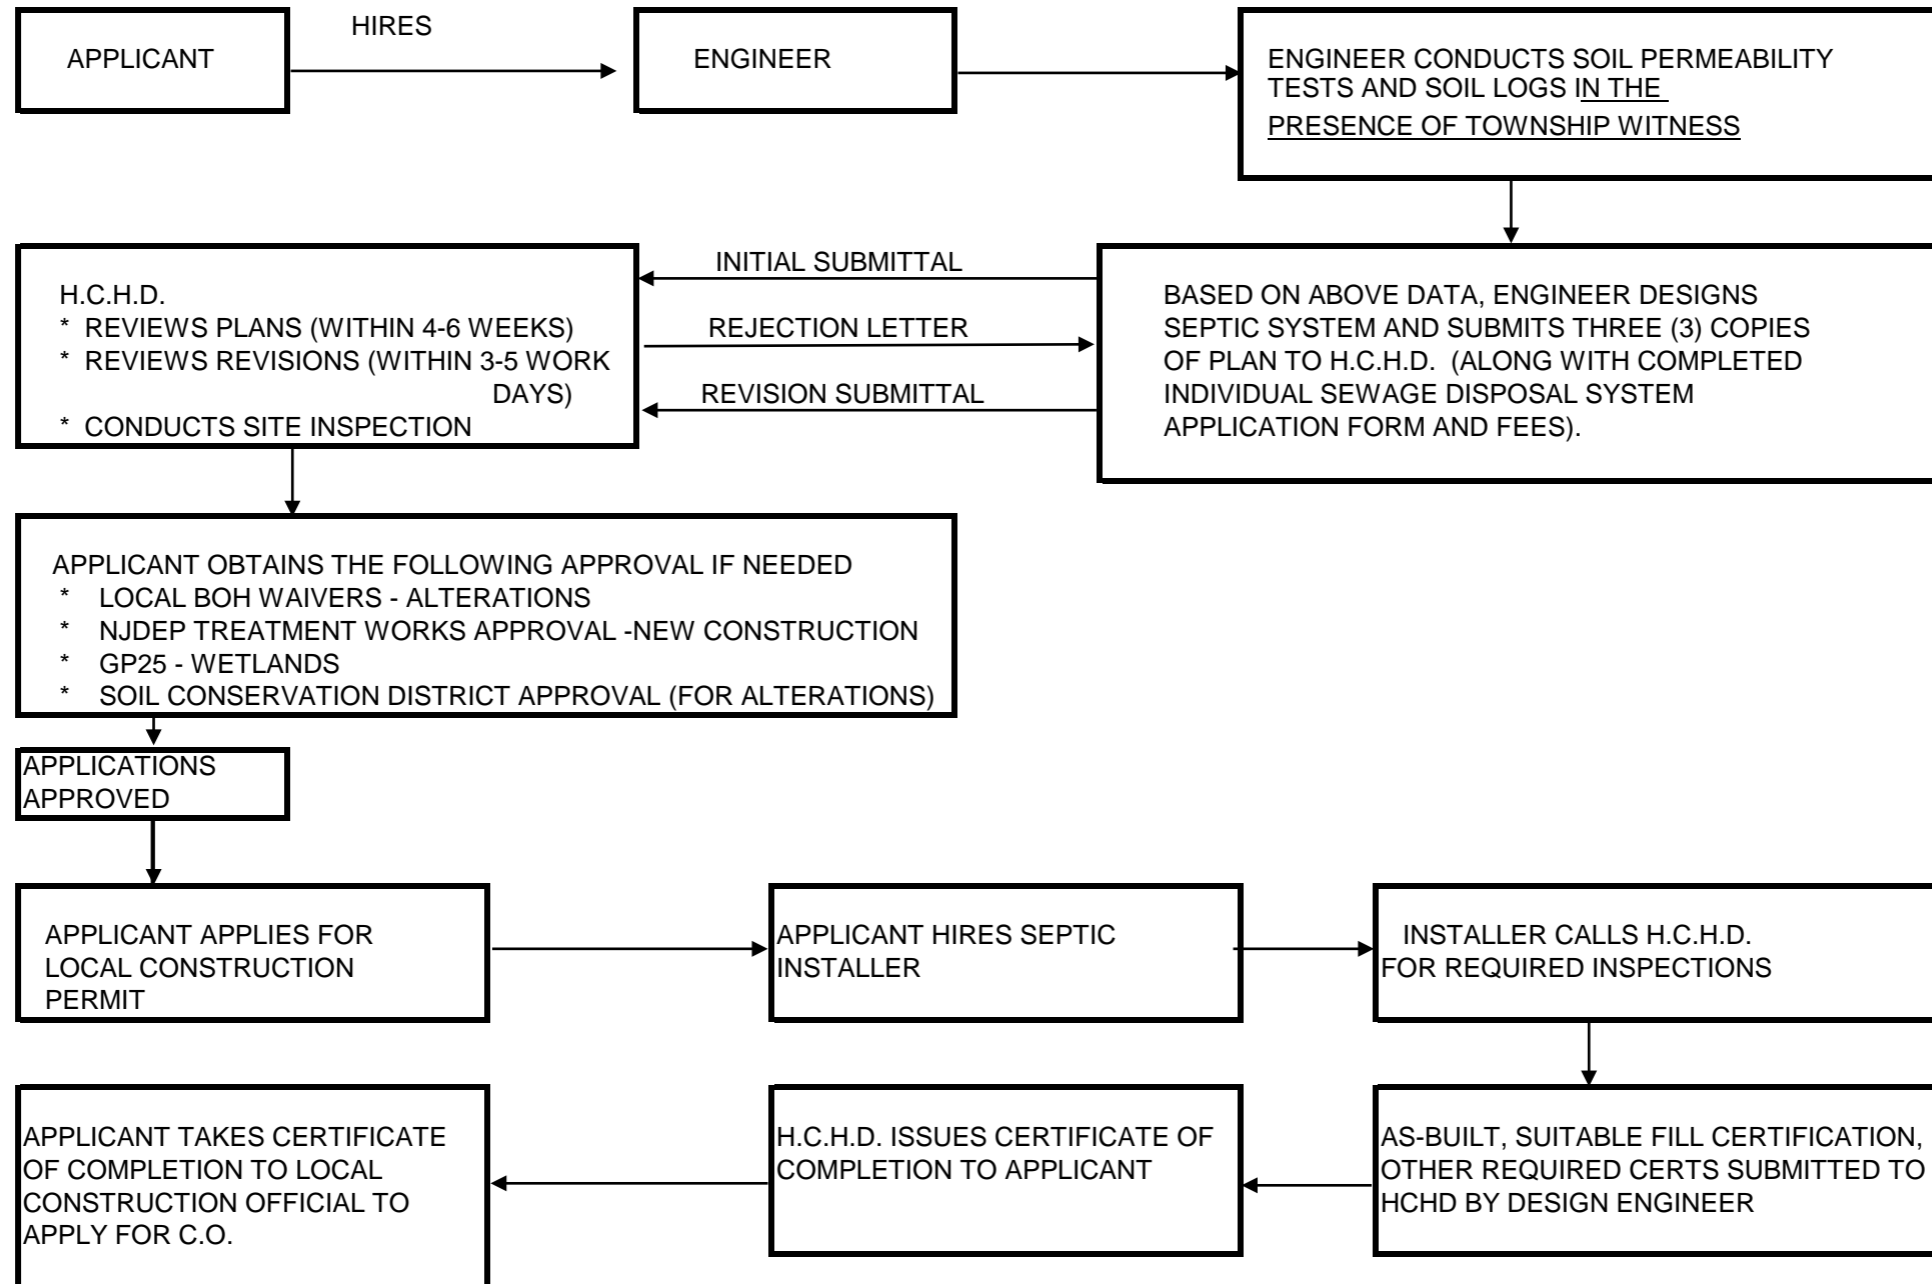 APPLICANT
HIRES
ENGINEER
ENGINEER CONDUCTS SOIL PERMEABILITY
TESTS AND SOIL LOGS IN THE
PRESENCE OF TOWNSHIP WITNESS
H.C.H.D.
* REVIEWS PLANS (WITHIN 4-6 WEEKS)
* REVIEWS REVISIONS (WITHIN 3-5 WORK
DAYS)
* CONDUCTS SITE INSPECTION
INITIAL SUBMITTAL
REJECTION LETTER
REVISION SUBMITTAL
BASED ON ABOVE DATA, ENGINEER DESIGNS
SEPTIC SYSTEM AND SUBMITS THREE (3) COPIES
OF PLAN TO H.C.H.D. (ALONG WITH COMPLETED
INDIVIDUAL SEWAGE DISPOSAL SYSTEM
APPLICATION FORM AND FEES).
APPLICANT OBTAINS THE FOLLOWING APPROVAL IF NEEDED
* LOCAL BOH WAIVERS - ALTERATIONS
* NJDEP TREATMENT WORKS APPROVAL -NEW CONSTRUCTION
* GP25 - WETLANDS
* SOIL CONSERVATION DISTRICT APPROVAL (FOR ALTERATIONS)
APPLICATIONS
APPROVED
APPLICANT APPLIES FOR
LOCAL CONSTRUCTION
PERMIT
APPLICANT HIRES SEPTIC
INSTALLER
INSTALLER CALLS H.C.H.D.
FOR REQUIRED INSPECTIONS
APPLICANT TAKES CERTIFICATE
OF COMPLETION TO LOCAL
CONSTRUCTION OFFICIAL TO
APPLY FOR C.O.
H.C.H.D. ISSUES CERTIFICATE OF
COMPLETION TO APPLICANT
AS-BUILT, SUITABLE FILL CERTIFICATION,
OTHER REQUIRED CERTS SUBMITTED TO
HCHD BY DESIGN ENGINEER